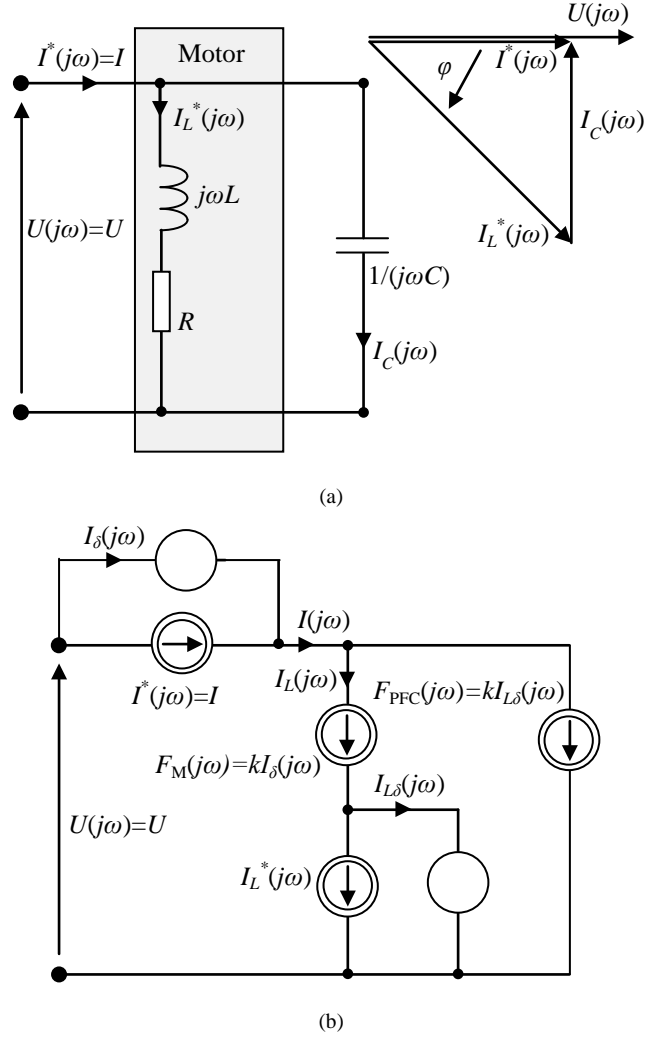 I*(jω)=I
Motor
I_L*(jω)
jωL
U(jω)=U
R
1/(jωC)
I_C(jω)
U(jω)
I*(jω)
φ
I_C(jω)
I_L*(jω)
(a)
I_δ(jω)
I(jω)
I*(jω)=I
I_L(jω)
F_PFC(jω)=kI_Lδ(jω)
F_M(jω)=kI_δ(jω)
I_Lδ(jω)
U(jω)=U
I_L*(jω)
(b)